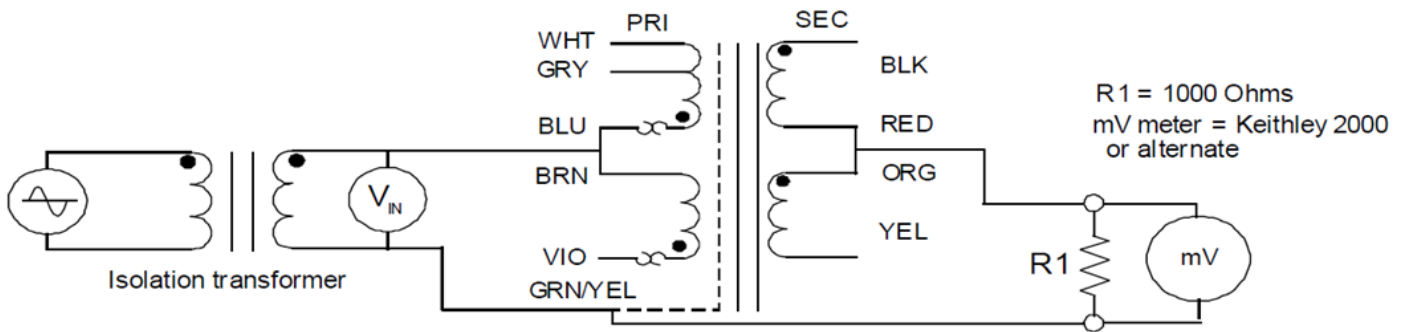 PRI
SEC
WHT
GRY
BLU
BRN
VIO
GRN/YEL
BLK
RED
ORG
YEL
R1 = 1000 Ohms
mV meter = Keithley 2000
or alternate
VIN
Isolation transformer
R1
mV